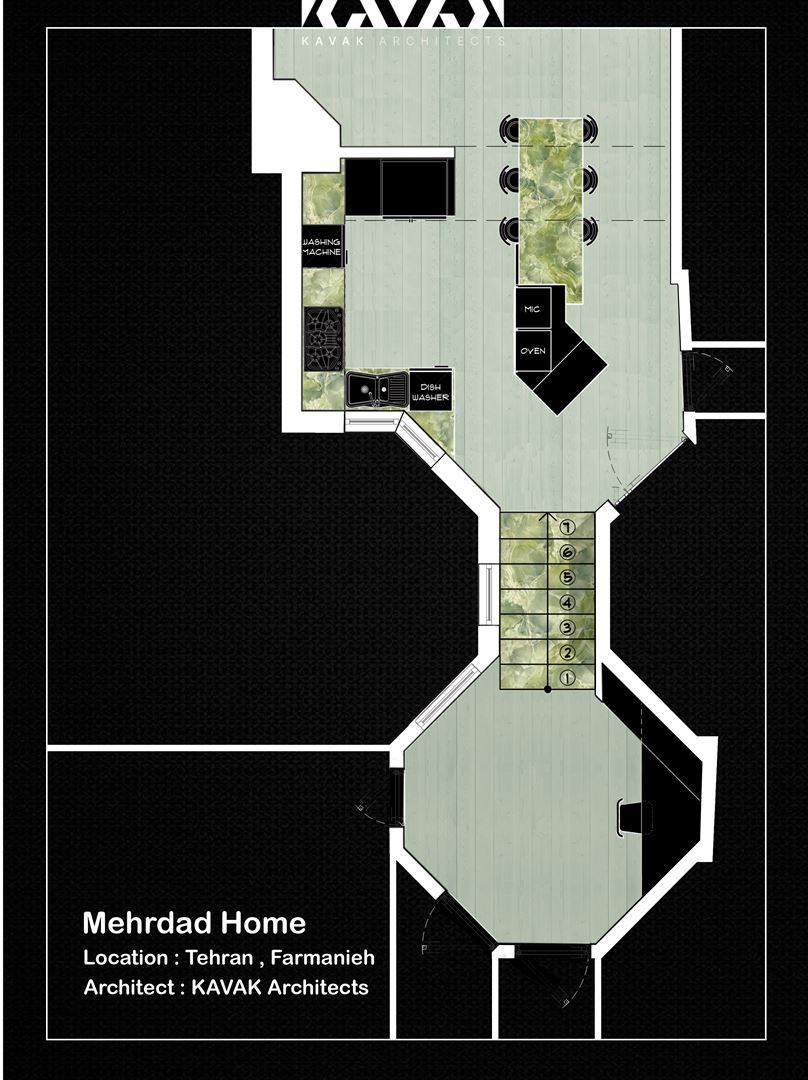 KAVAK
KAVAK ARCHITECTS
WASHING
MACHINE
MIC
OVEN
DISH
WASHER
7
6
5
4
3
2
1
Mehrdad Home
Location : Tehran , Farmanieh
Architect : KAVAK Architects